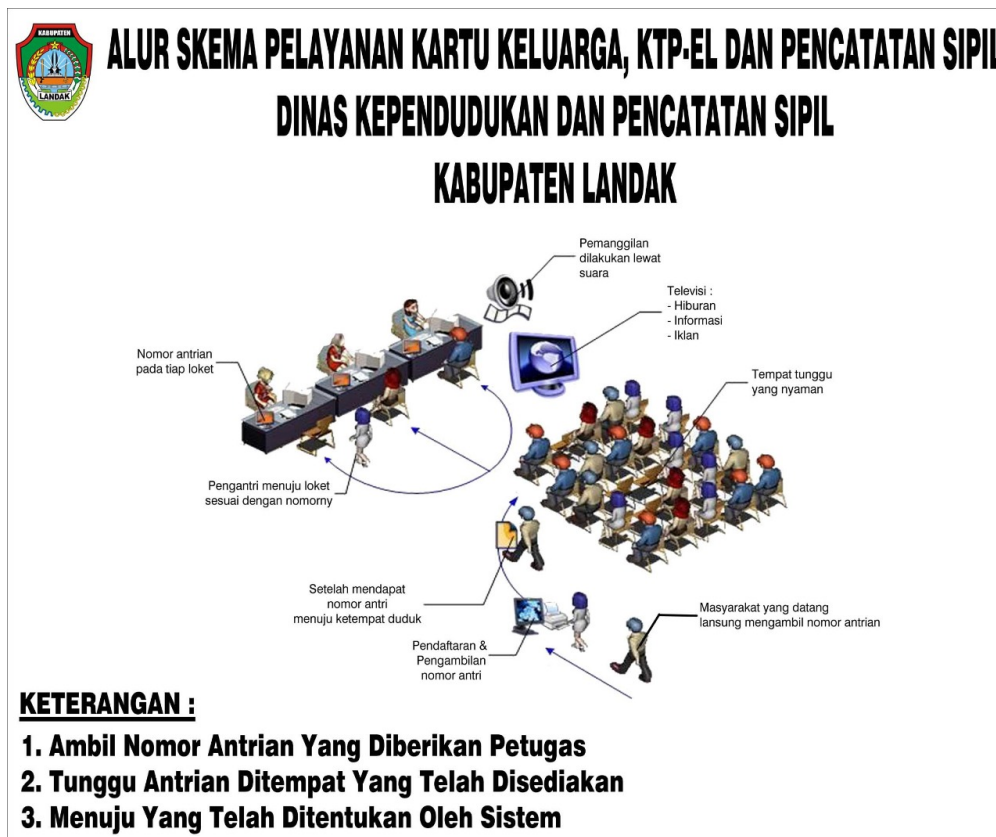 KABUPATEN
LANDAK
ALUR SKEMA PELAYANAN KARTU KELUARGA, KTP-EL DAN PENCATATAN SIPIL
DINAS KEPENDUDUKAN DAN PENCATATAN SIPIL
KABUPATEN LANDAK
Pemanggilan
dilakukan lewat
suara
Televisi :
- Hiburan
- Informasi
- Iklan
Nomor antrian
pada tiap loket
Tempat tunggu
yang nyaman
Pengantri menuju loket
sesuai dengan nomorny
Setelah mendapat
nomor antri
menuju ketempat duduk
Masyarakat yang datang
lansung mengambil nomor antrian
Pendaftaran &
Pengambilan
nomor antri
KETERANGAN :
1. Ambil Nomor Antrian Yang Diberikan Petugas
2. Tunggu Antrian Ditempat Yang Telah Disediakan
3. Menuju Yang Telah Ditentukan Oleh Sistem